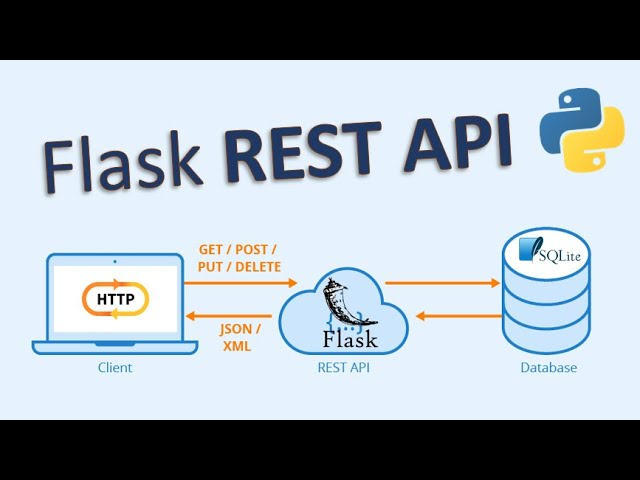 Flask REST API
GET / POST /
PUT / DELETE
HTTP
JSON /
XML
{...}
Flask
SQLite
Client
REST API
Database